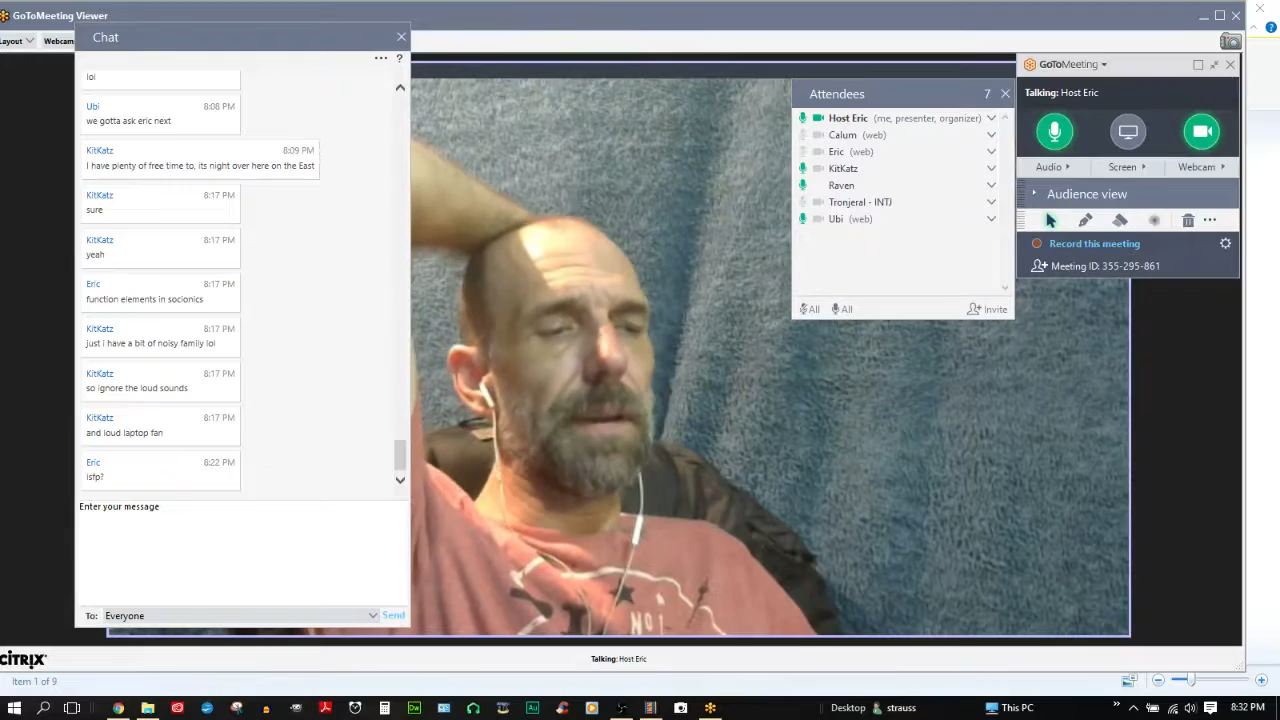 GoToMeeting Viewer
Layout
Webcam
Chat
?
lol
Ubi 8:08 PM
we gotta ask eric next
KitKatz 8:09 PM
I have plenty of free time to, its night over here on the East
KitKatz 8:17 PM
sure
KitKatz 8:17 PM
yeah
Eric 8:17 PM
function elements in socionics
KitKatz 8:17 PM
just i have a bit of noisy family lol
KitKatz 8:17 PM
so ignore the loud sounds
KitKatz 8:17 PM
and loud laptop fan
Eric 8:22 PM
isfp?
Enter your message
To: Everyone Send
Attendees 7
Host Eric (me, presenter, organizer)
Calum (web)
Eric (web)
KitKatz
Raven
Tronjeral - INTJ
Ubi (web)
All All Invite
GoToMeeting
Talking: Host Eric
Audio Screen Webcam
Audience view
Record this meeting
Meeting ID: 355-295-861
NO1
CITRIX
Talking: Host Eric
Item 1 of 9
Dw Au
Desktop strauss This PC 8:32 PM